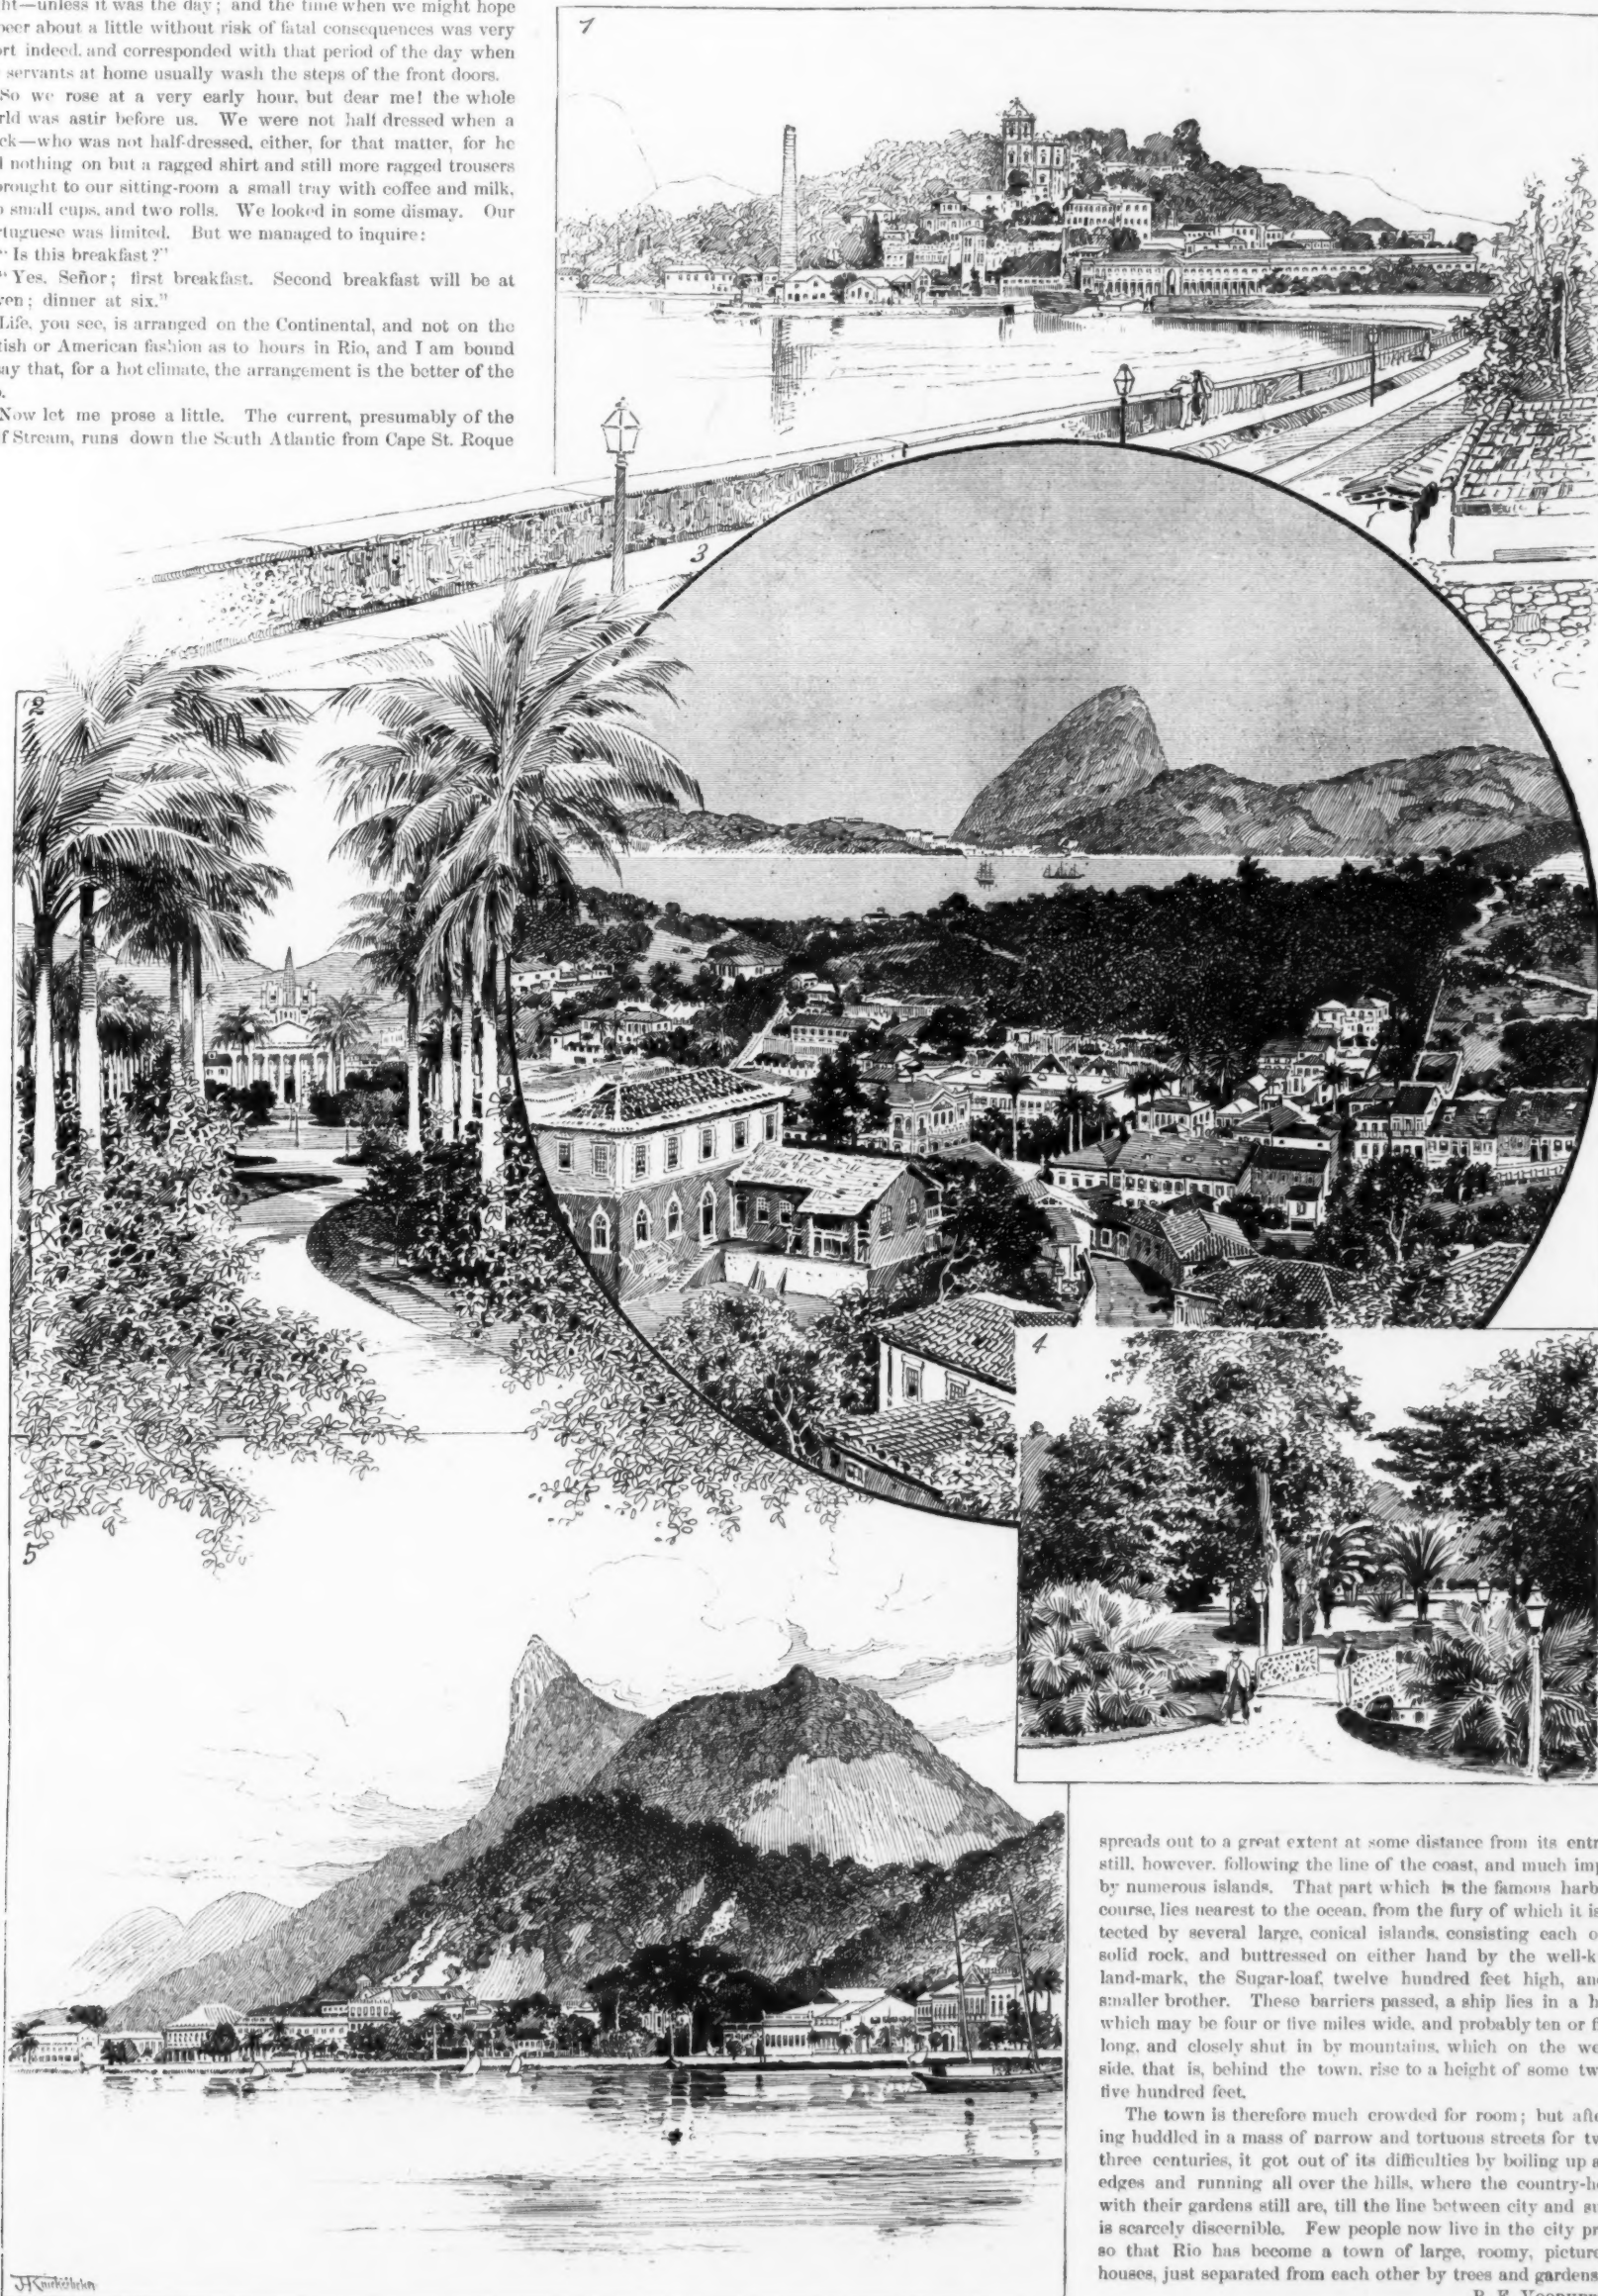 ht—unless it was the day; and the time when we might hope
peer about a little without risk of fatal consequences was very
ort indeed, and corresponded with that period of the day when
servants at home usually wash the steps of the front doors.
So we rose at a very early hour, but dear me! the whole
rld was astir before us. We were not half dressed when a
ck—who was not half-dressed, either, for that matter, for he
d nothing on but a ragged shirt and still more ragged trousers
brought to our sitting-room a small tray with coffee and milk,
o small cups, and two rolls. We looked in some dismay. Our
rtuguese was limited. But we managed to inquire:
"Is this breakfast?"
"Yes, Señor; first breakfast. Second breakfast will be at
ven; dinner at six."
Life, you see, is arranged on the Continental, and not on the
tish or American fashion as to hours in Rio, and I am bound
say that, for a hot climate, the arrangement is the better of the
o.
Now let me prose a little. The current, presumably of the
f Stream, runs down the South Atlantic from Cape St. Roque
1
3
2
4
5
spreads out to a great extent at some distance from its entr
still, however, following the line of the coast, and much imp
by numerous islands. That part which is the famous harb
course, lies nearest to the ocean, from the fury of which it is
tected by several large, conical islands, consisting each o
solid rock, and buttressed on either hand by the well-k
land-mark, the Sugar-loaf, twelve hundred feet high, and
smaller brother. These barriers passed, a ship lies in a h
which may be four or five miles wide, and probably ten or f
long, and closely shut in by mountains, which on the we
side, that is, behind the town, rise to a height of some tw
five hundred feet.
The town is therefore much crowded for room; but afte
ing huddled in a mass of narrow and tortuous streets for tw
three centuries, it got out of its difficulties by boiling up a
edges and running all over the hills, where the country-ho
with their gardens still are, till the line between city and su
is scarcely discernible. Few people now live in the city pr
so that Rio has become a town of large, roomy, picture
houses, just separated from each other by trees and gardens